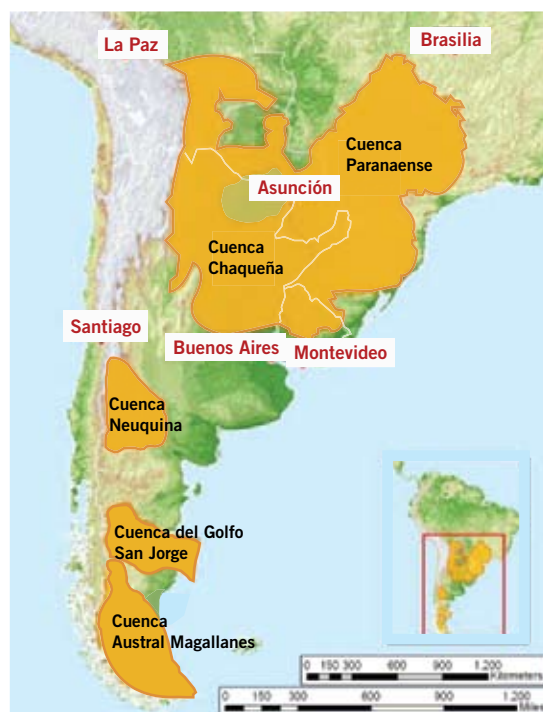 La Paz
Brasilia
Cuenca
Paranaense
Asunción
Cuenca
Chaqueña
Santiago
Buenos Aires
Montevideo
Cuenca
Neuquina
Cuenca del Golfo
San Jorge
Cuenca
Austral Magallanes
0 150 300 600 900 1.200
Kilometers
0 150 300 600 900 1.200
Miles